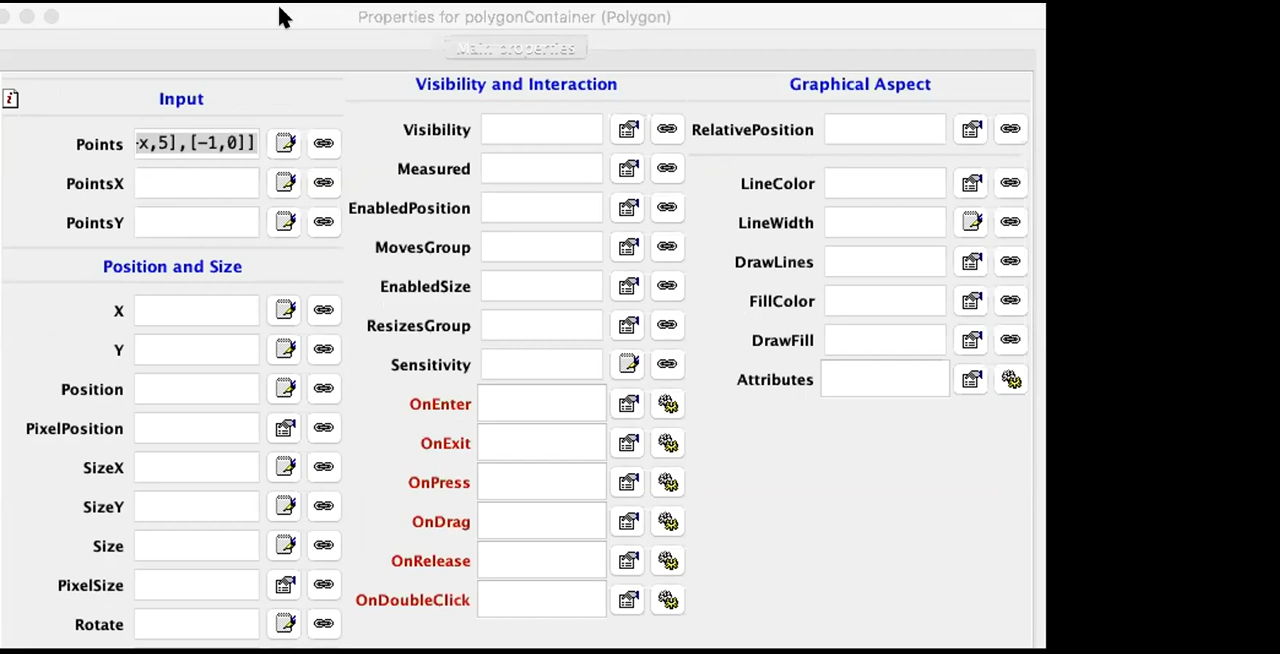 Properties for polygonContainer (Polygon)
Main properties
Input
Points ·x,5],[-1,0]]
PointsX
PointsY
Position and Size
X
Y
Position
PixelPosition
SizeX
SizeY
Size
PixelSize
Rotate
Visibility and Interaction
Visibility
Measured
EnabledPosition
MovesGroup
EnabledSize
ResizesGroup
Sensitivity
OnEnter
OnExit
OnPress
OnDrag
OnRelease
OnDoubleClick
Graphical Aspect
RelativePosition
LineColor
LineWidth
DrawLines
FillColor
DrawFill
Attributes